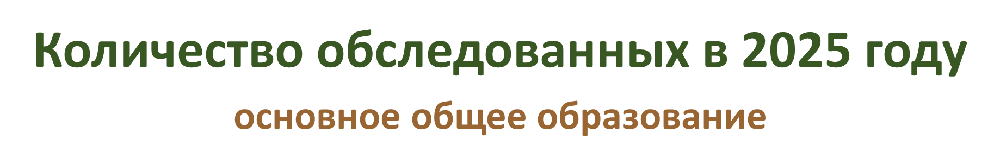 Количество обследованных в 2025 году
основное общее образование